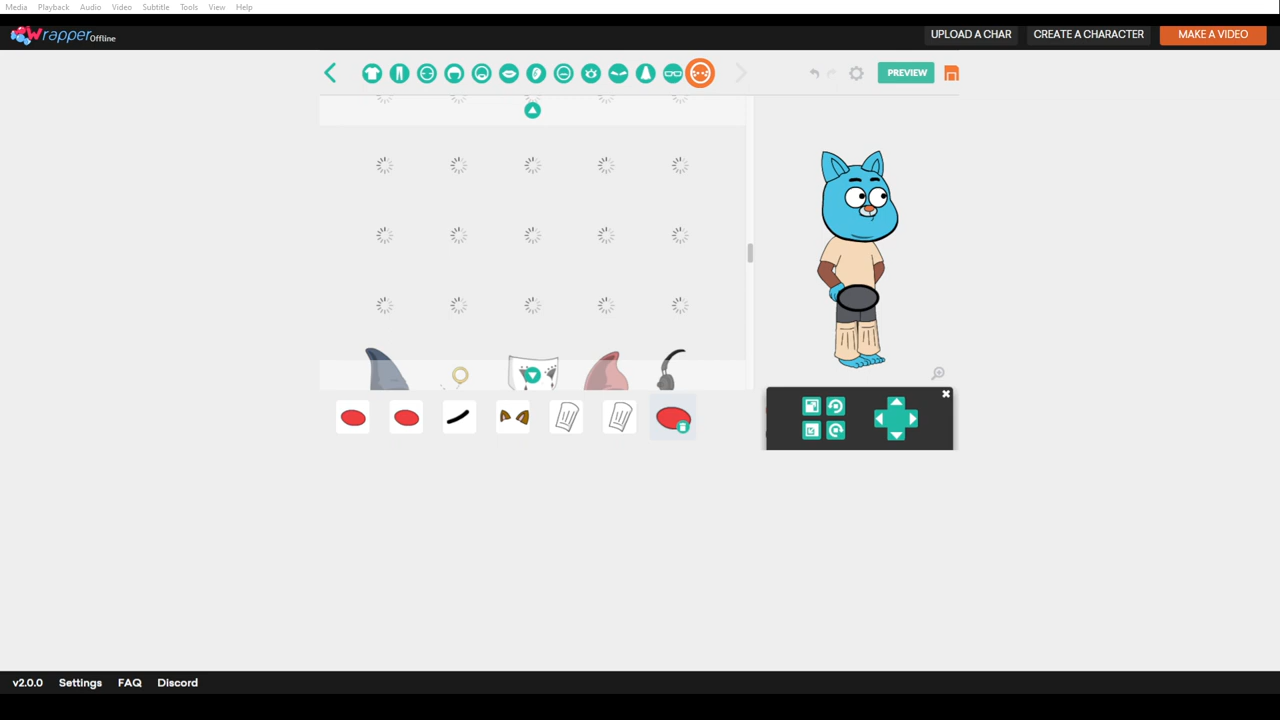 Media Playback Audio Video Subtitle Tools View Help
Wrapper Offline UPLOAD A CHAR CREATE A CHARACTER MAKE A VIDEO
PREVIEW
v2.0.0 Settings FAQ Discord